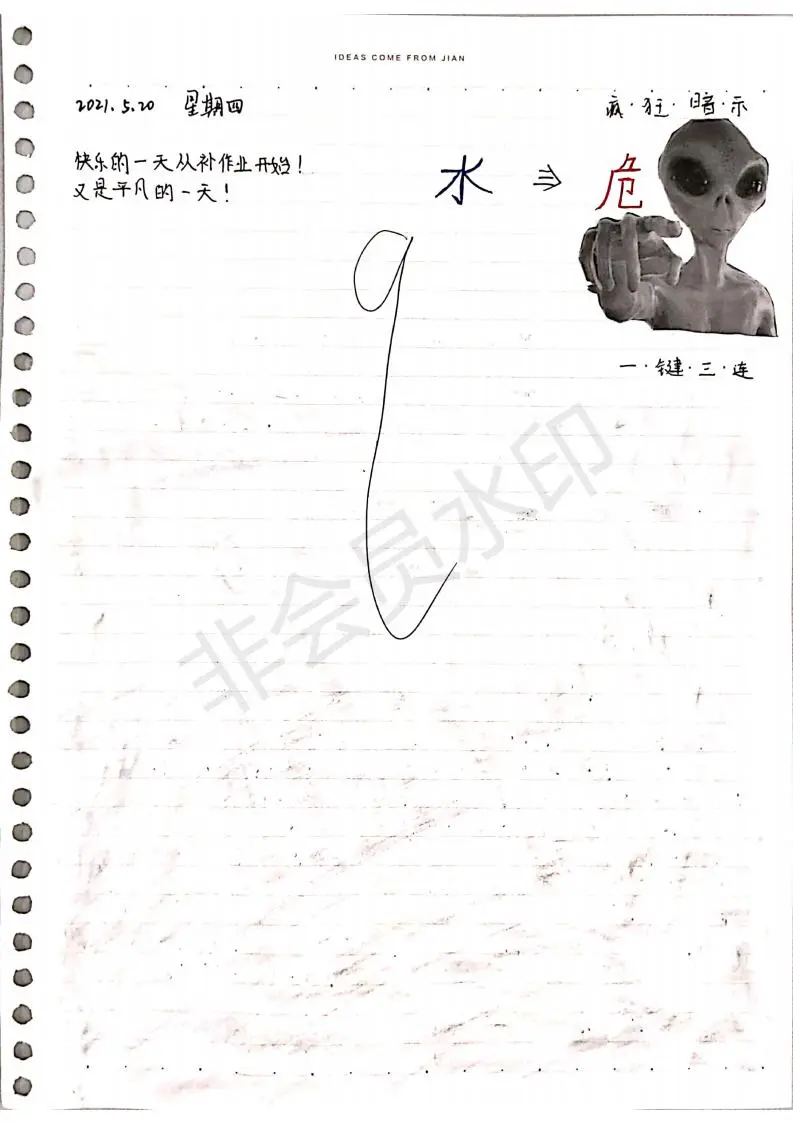 IDEAS COME FROM JIAN
2021.5.20 星期四
疯·狂·暗·示
快乐的一天从补作业开始！
又是平凡的一天！
水 ⇛ 危
一·键·三·连
非会员水印